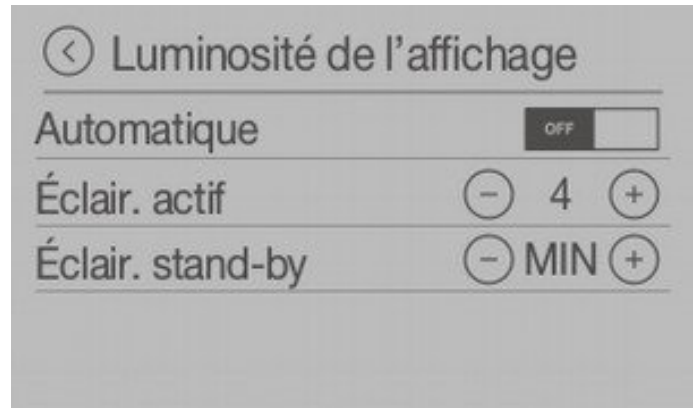 Luminosité de l'affichage
Automatique OFF
Éclair. actif - 4 +
Éclair. stand-by - MIN +